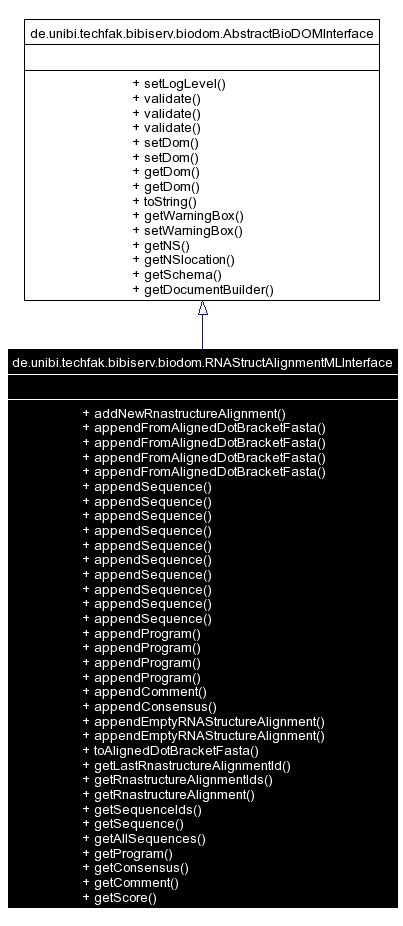 de.unibi.techfak.bibiserv.biodom.AbstractBioDOMInterface
+ setLogLevel()
+ validate()
+ validate()
+ validate()
+ setDom()
+ setDom()
+ getDom()
+ getDom()
+ toString()
+ getWarningBox()
+ setWarningBox()
+ getNS()
+ getNSlocation()
+ getSchema()
+ getDocumentBuilder()
de.unibi.techfak.bibiserv.biodom.RNAStructAlignmentMLInterface
+ addNewRnastructureAlignment()
+ appendFromAlignedDotBracketFasta()
+ appendFromAlignedDotBracketFasta()
+ appendFromAlignedDotBracketFasta()
+ appendFromAlignedDotBracketFasta()
+ appendSequence()
+ appendSequence()
+ appendSequence()
+ appendSequence()
+ appendSequence()
+ appendSequence()
+ appendSequence()
+ appendSequence()
+ appendSequence()
+ appendSequence()
+ appendProgram()
+ appendProgram()
+ appendProgram()
+ appendProgram()
+ appendComment()
+ appendConsensus()
+ appendEmptyRNAStructureAlignment()
+ appendEmptyRNAStructureAlignment()
+ toAlignedDotBracketFasta()
+ getLastRnastructureAlignmentId()
+ getRnastructureAlignmentIds()
+ getRnastructureAlignment()
+ getSequenceIds()
+ getSequence()
+ getAllSequences()
+ getProgram()
+ getConsensus()
+ getComment()
+ getScore()